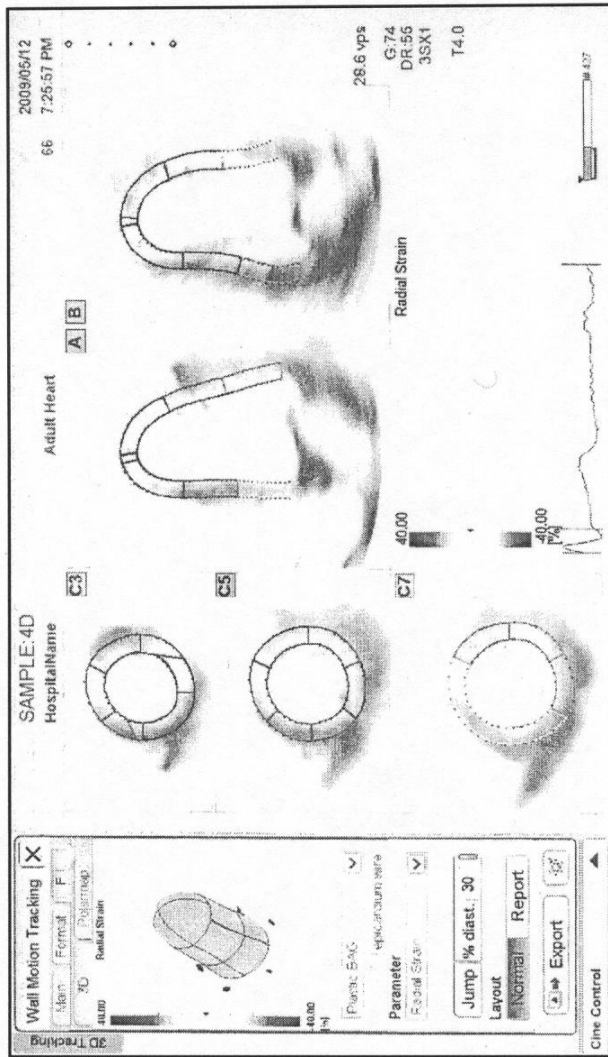 3D Tracking
Wall Motion Tracking X
Main Format
3D Polarmap
Radial Strain
40.00
-40.00
[%]
Plastic BAG
Parameter
Radial Strain
Jump % diast. 30
Layout
Normal Report
Export
Cine Control
SAMPLE:4D
HospitalName
C3
C5
C7
Adult Heart
A
B
66
2009/05/12
7:25:57 PM
28.6 vps
G:74
DR:55
3SX1
T4.0
Radial Strain
40.00
-40.00
[%]
427